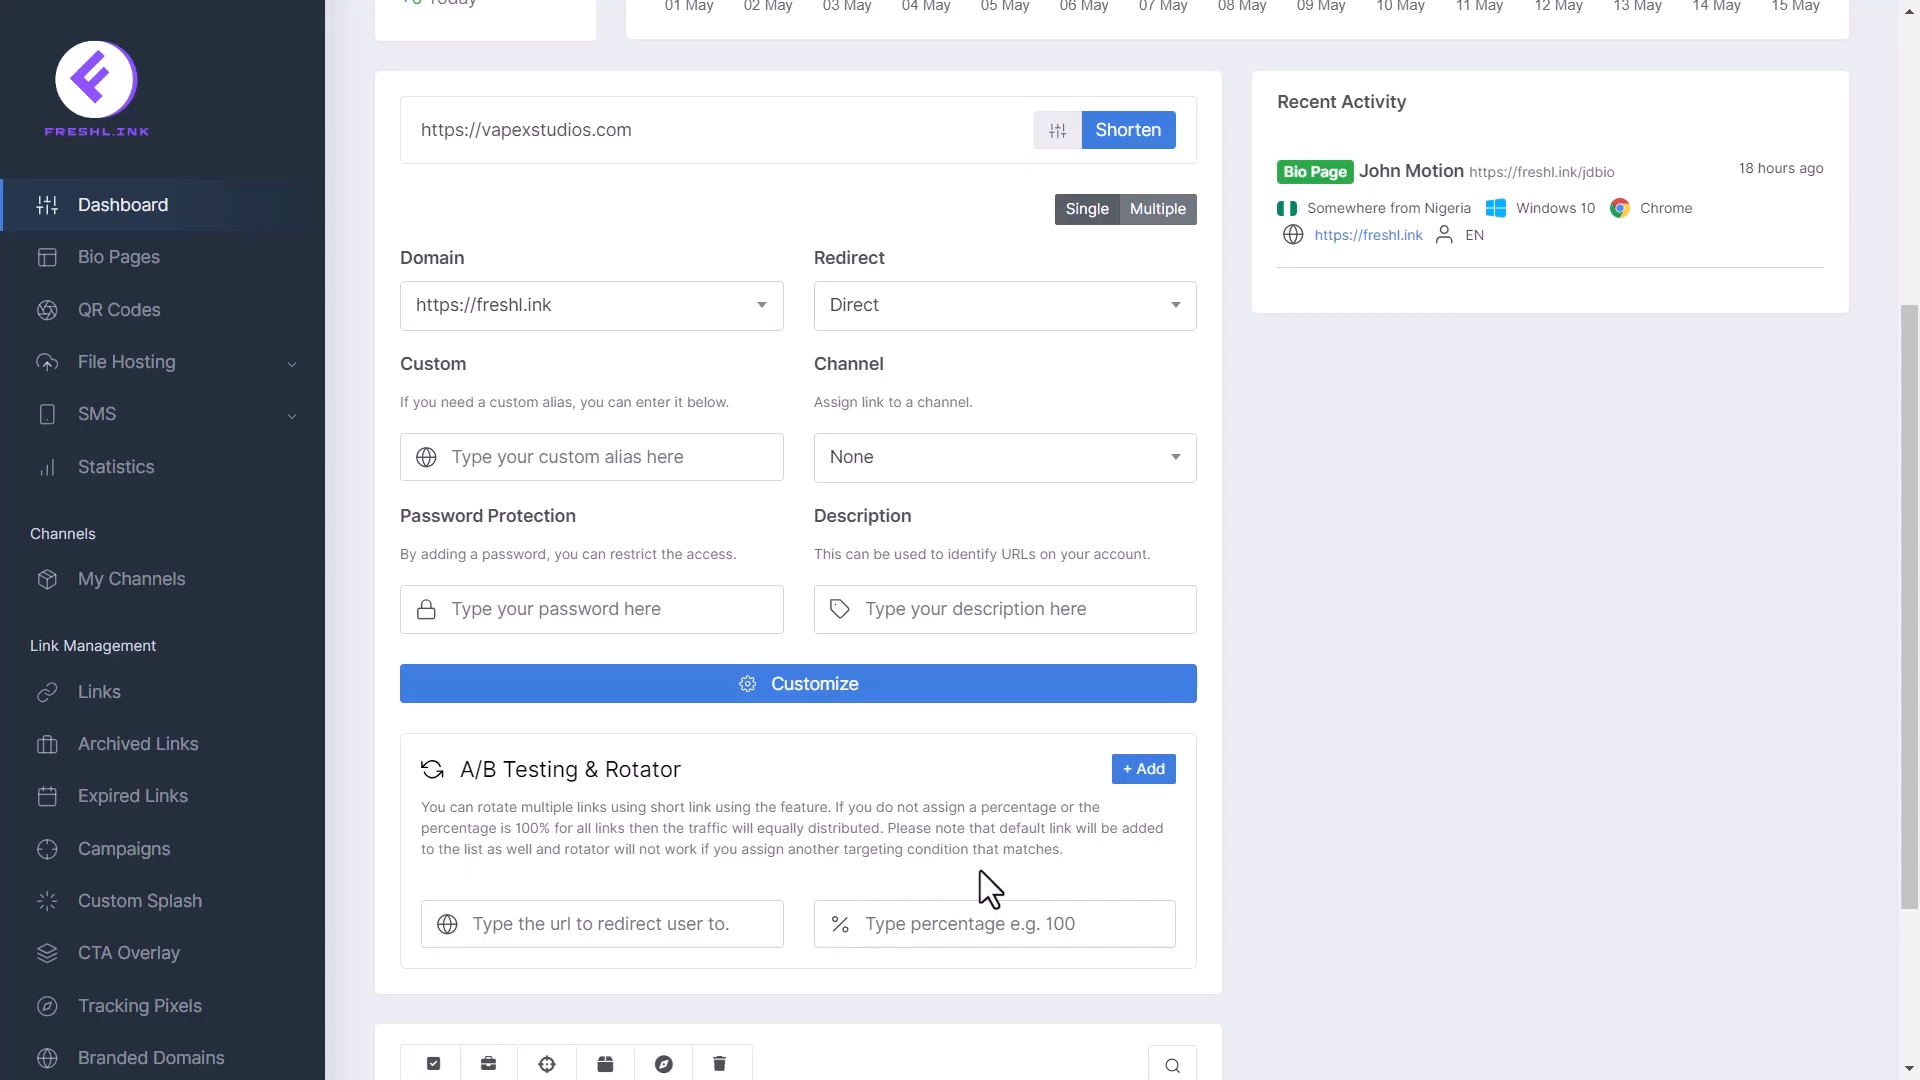 FRESHL.INK
Dashboard
Bio Pages
QR Codes
File Hosting
SMS
Statistics
Channels
My Channels
Link Management
Links
Archived Links
Expired Links
Campaigns
Custom Splash
CTA Overlay
Tracking Pixels
Branded Domains
Today
01 May 02 May 03 May 04 May 05 May 06 May 07 May 08 May 09 May 10 May 11 May 12 May 13 May 14 May 15 May
https://vapexstudios.com
Shorten
Single Multiple
Domain
https://freshl.ink
Redirect
Direct
Custom
If you need a custom alias, you can enter it below.
Type your custom alias here
Channel
Assign link to a channel.
None
Password Protection
By adding a password, you can restrict the access.
Type your password here
Description
This can be used to identify URLs on your account.
Type your description here
Customize
A/B Testing & Rotator
+ Add
You can rotate multiple links using short link using the feature. If you do not assign a percentage or the
percentage is 100% for all links then the traffic will equally distributed. Please note that default link will be added
to the list as well and rotator will not work if you assign another targeting condition that matches.
Type the url to redirect user to.
Type percentage e.g. 100
Recent Activity
Bio Page John Motion https://freshl.ink/jdbio
18 hours ago
Somewhere from Nigeria Windows 10 Chrome
https://freshl.ink EN